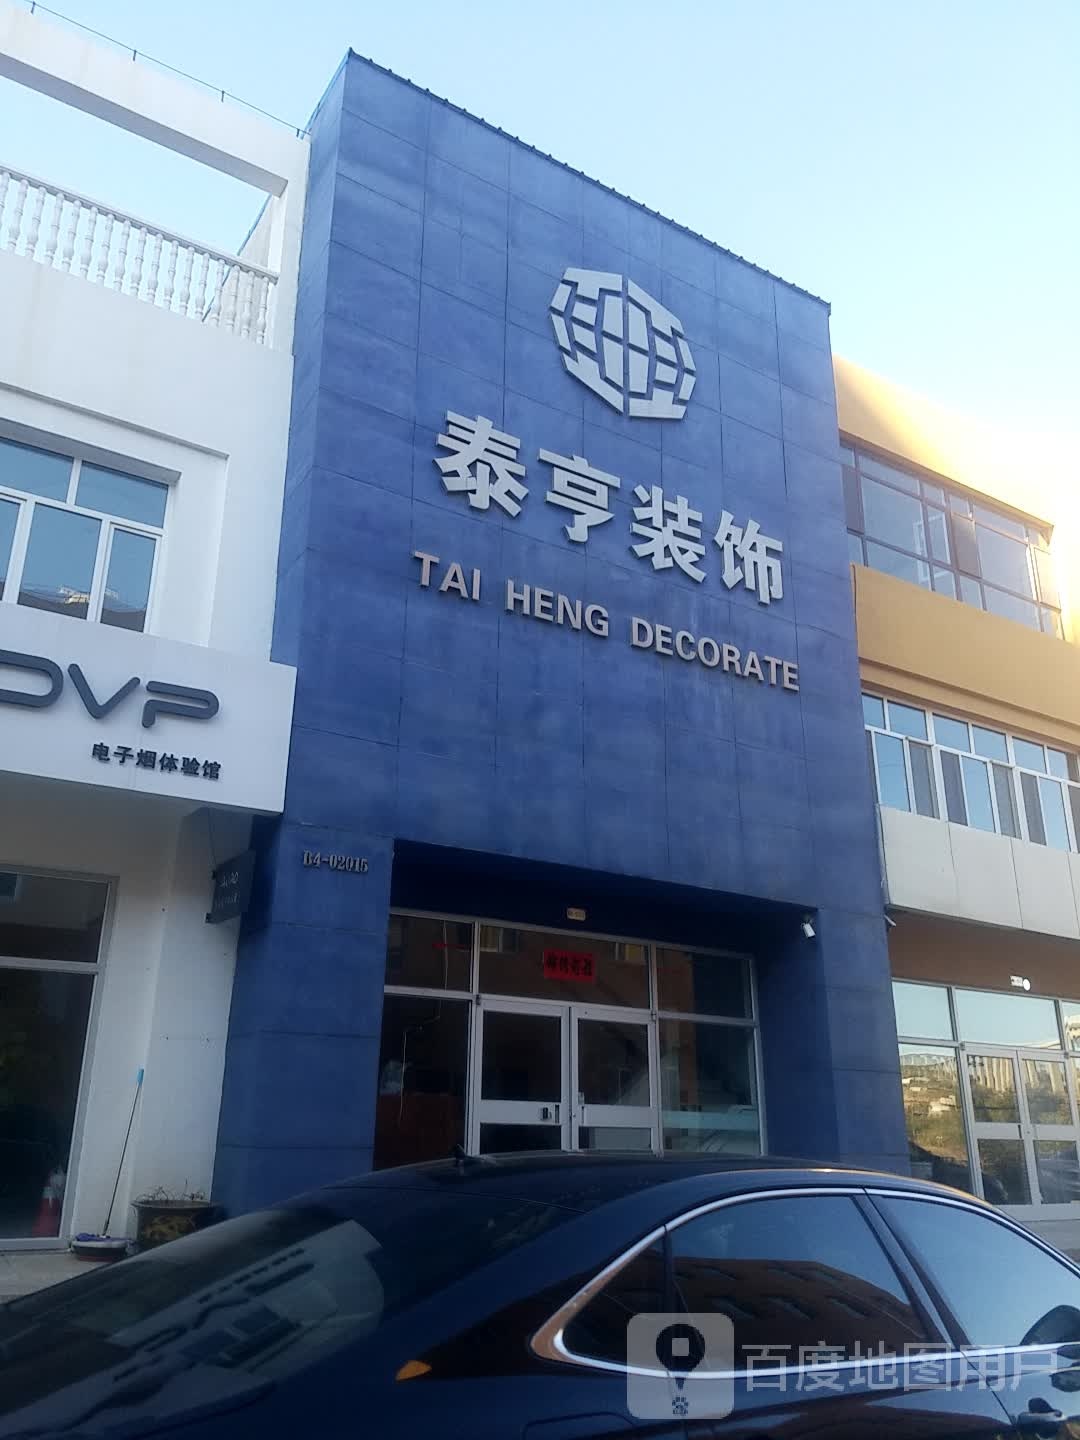 泰亨装饰
TAI HENG DECORATE
DVP
电子烟体验馆
B4-02015
百度地图用户